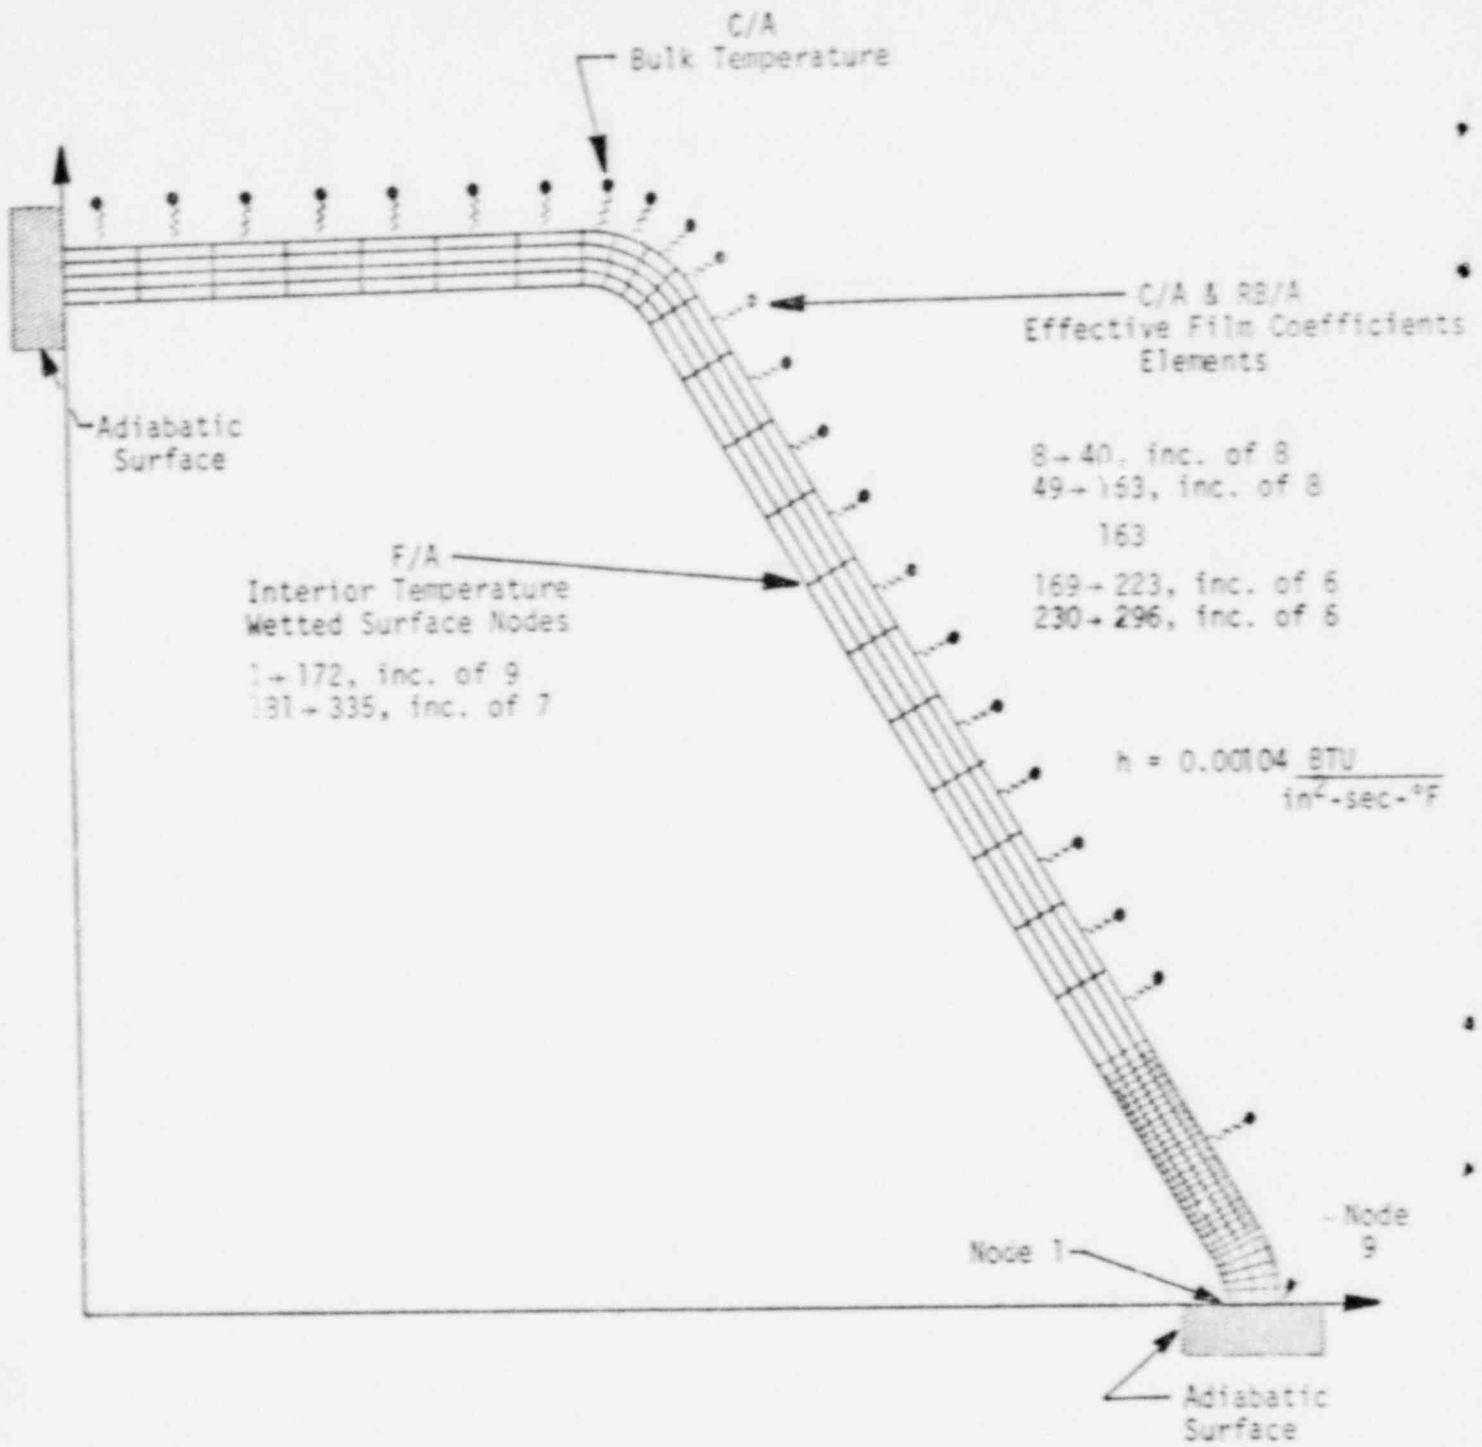 C/A
Bulk Temperature
C/A & RB/A
Effective Film Coefficients
Elements
Adiabatic
Surface
8→40, inc. of 8
49→153, inc. of 8
163
169→223, inc. of 6
230→296, inc. of 6
F/A
Interior Temperature
Wetted Surface Nodes
1→172, inc. of 9
181→335, inc. of 7
h = 0.00104 BTU
in²-sec-°F
Node 1
Node
9
Adiabatic
Surface